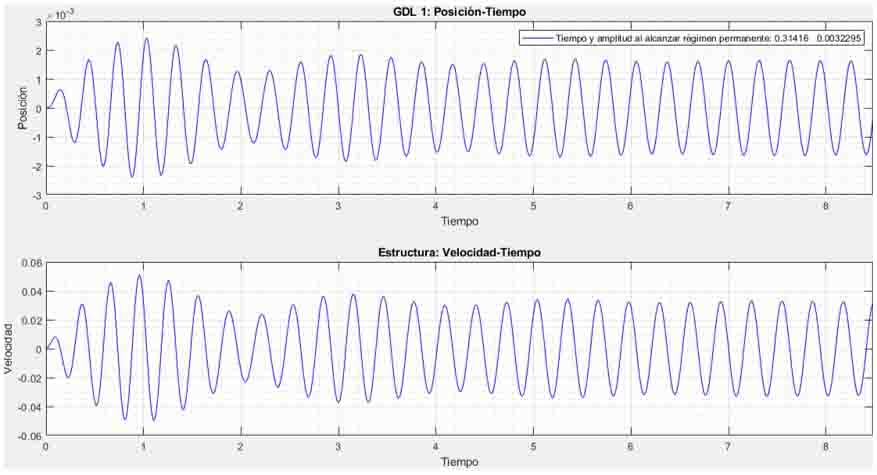 GDL 1: Posición-Tiempo
×10⁻³
3
2
1
0
-1
-2
-3
Posición
Tiempo y amplitud al alcanzar régimen permanente: 0.31416 0.0032295
0 1 2 3 4 5 6 7 8
Tiempo
Estructura: Velocidad-Tiempo
0.06
0.04
0.02
0
-0.02
-0.04
-0.06
Velocidad
0 1 2 3 4 5 6 7 8
Tiempo